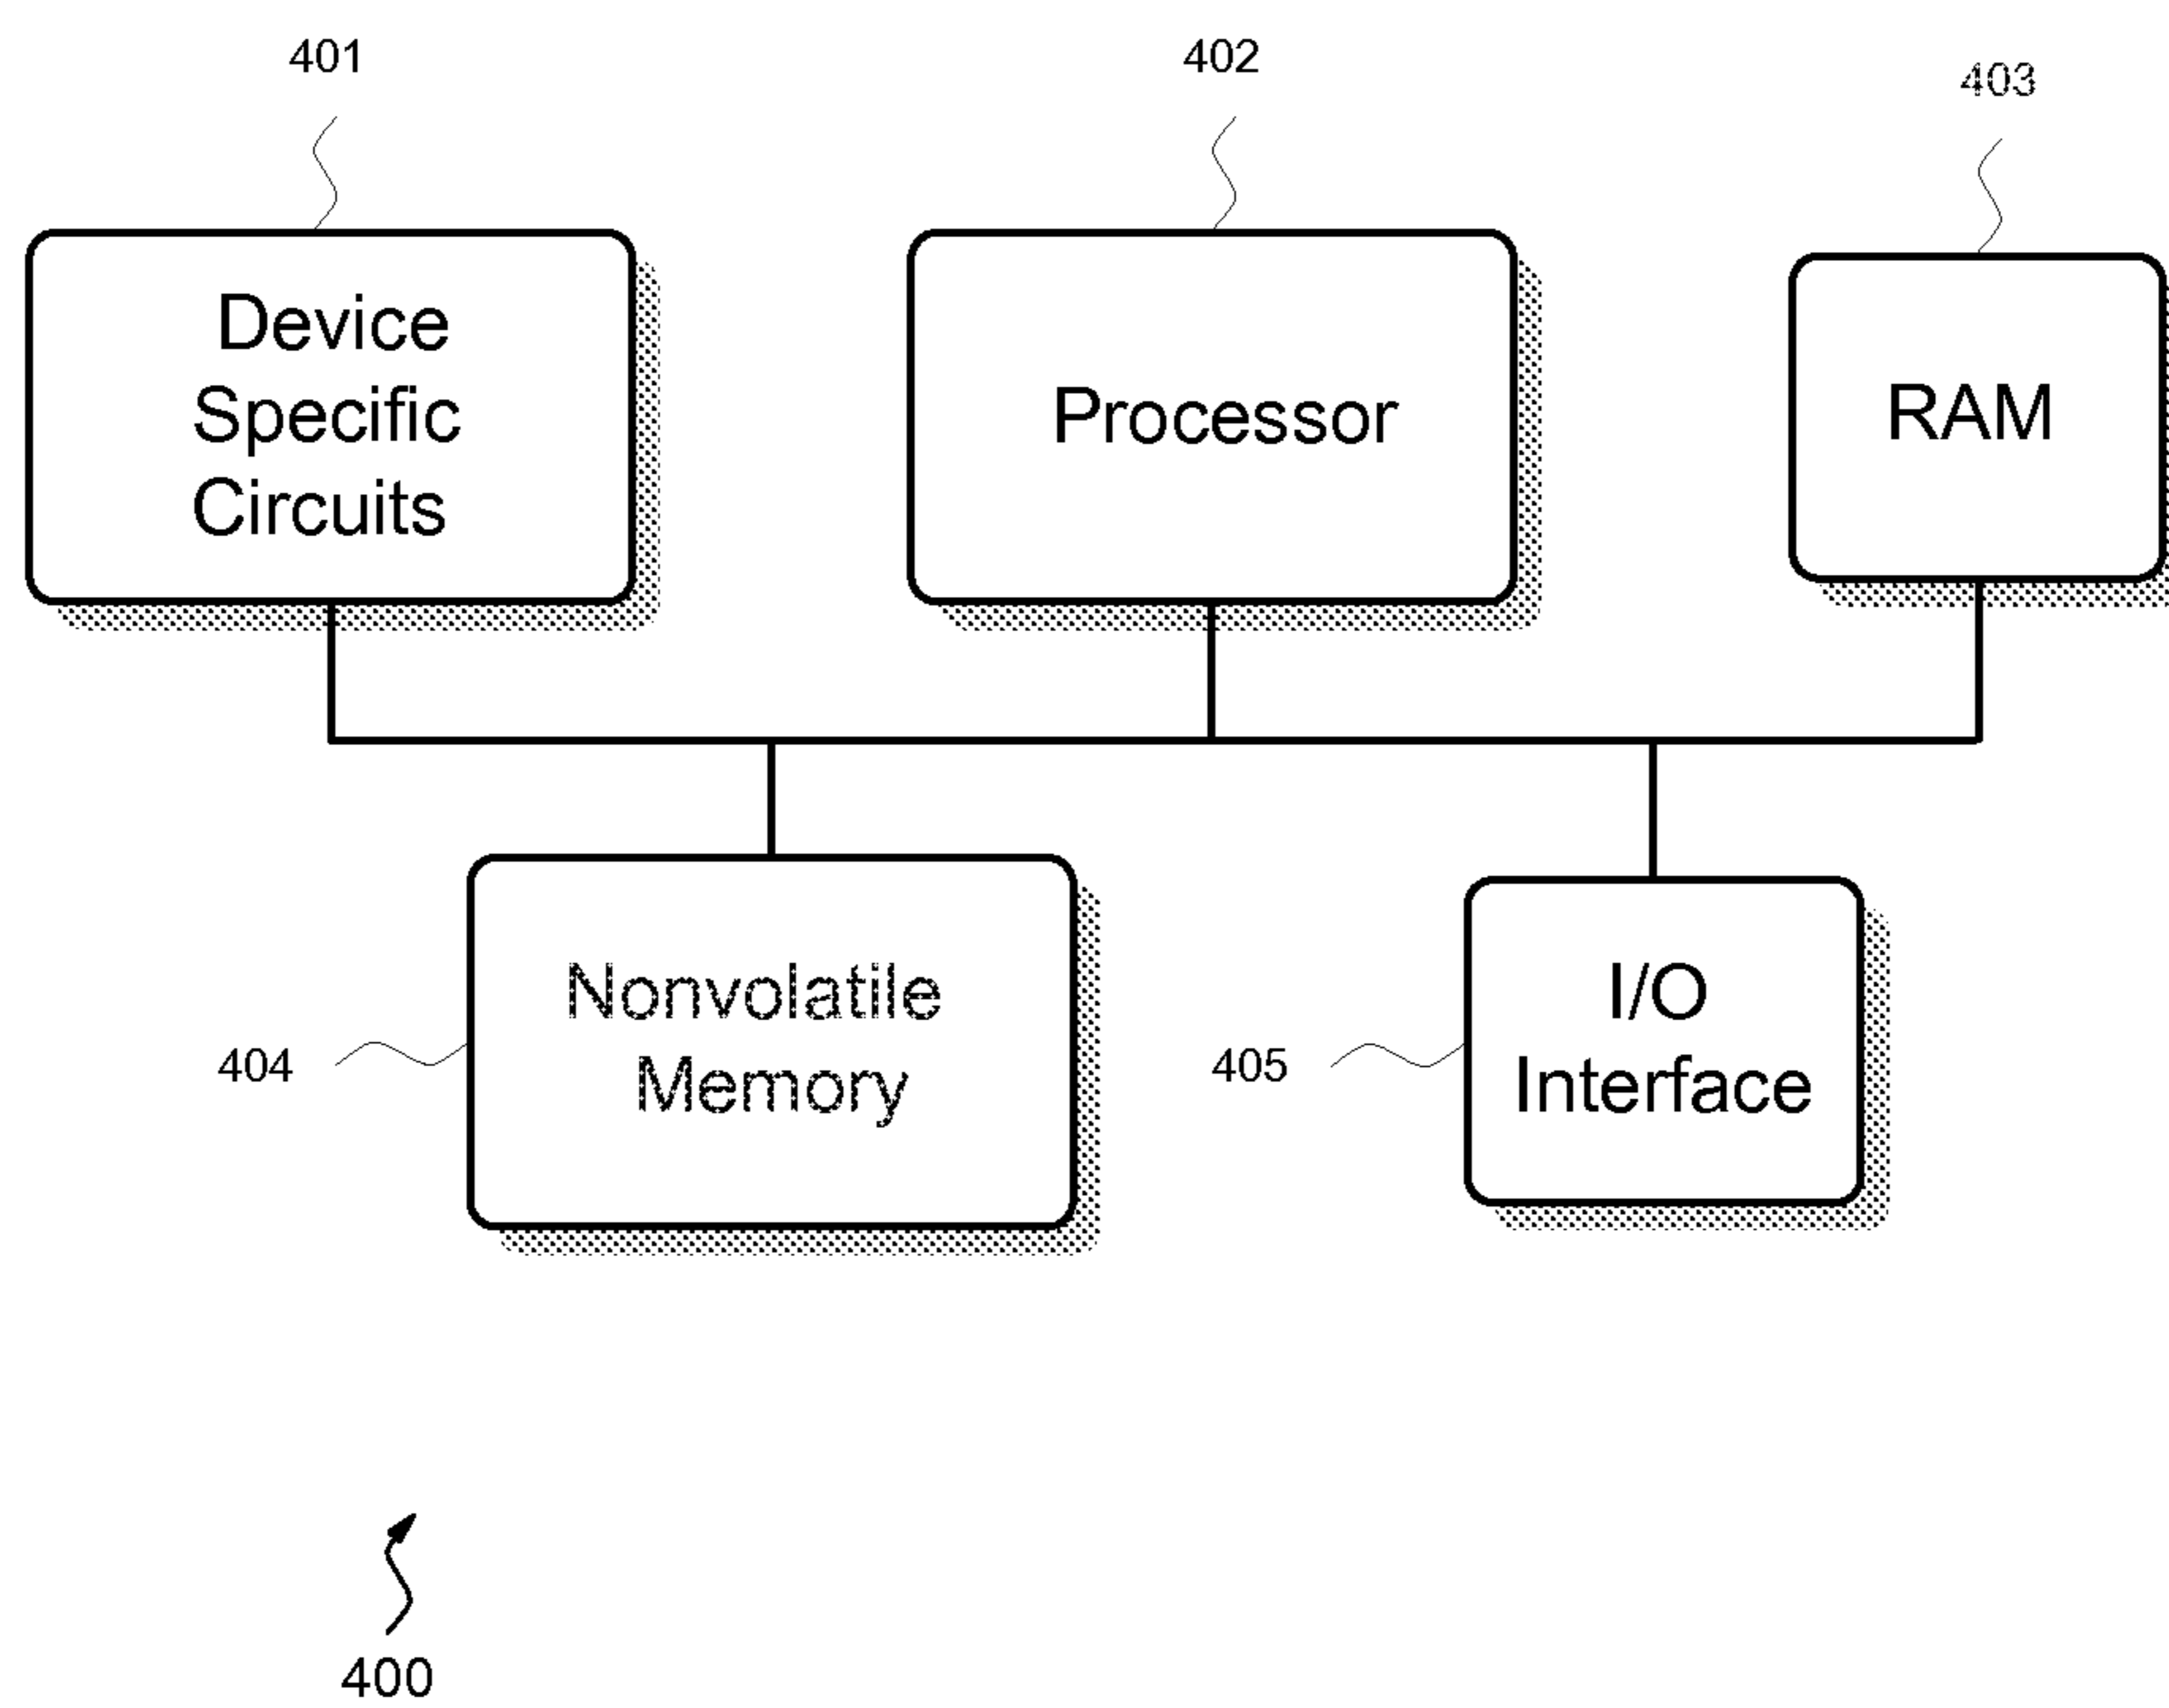 401
402
403
Device
Specific
Circuits
Processor
RAM
Nonvolatile
Memory
404
I/O
Interface
405
400